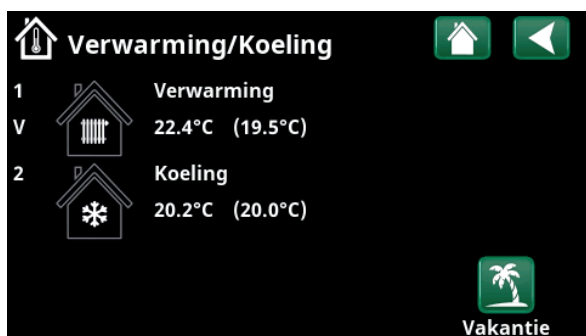 Verwarming/Koeling
1 Verwarming
V 22.4°C (19.5°C)
2 Koeling
20.2°C (20.0°C)
Vakantie